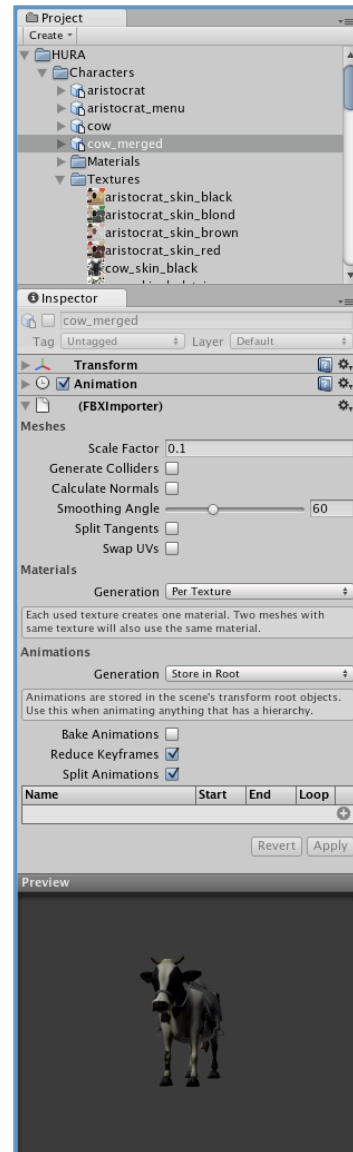 Project
Create
HURA
Characters
aristocrat
aristocrat_menu
cow
cow_merged
Materials
Textures
aristocrat_skin_black
aristocrat_skin_blond
aristocrat_skin_brown
aristocrat_skin_red
cow_skin_black
Inspector
cow_merged
Tag Untagged Layer Default
Transform
Animation
(FBXImporter)
Meshes
Scale Factor 0.1
Generate Colliders
Calculate Normals
Smoothing Angle 60
Split Tangents
Swap UVs
Materials
Generation Per Texture
Each used texture creates one material. Two meshes with
same texture will also use the same material.
Animations
Generation Store in Root
Animations are stored in the scene's transform root objects.
Use this when animating anything that has a hierarchy.
Bake Animations
Reduce Keyframes
Split Animations
Name Start End Loop
Revert Apply
Preview